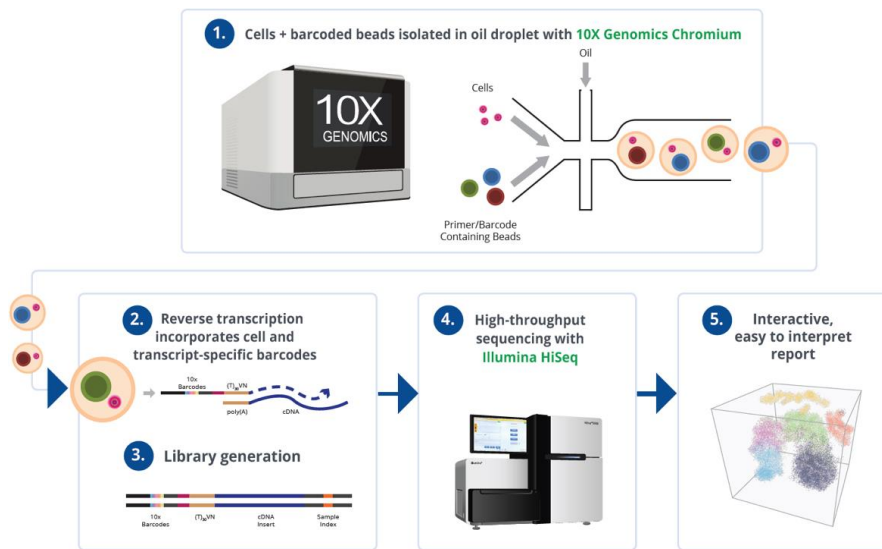 1.
Cells + barcoded beads isolated in oil droplet with 10X Genomics Chromium
10X
GENOMICS
Oil
Cells
Primer/Barcode
Containing Beads
2.
Reverse transcription
incorporates cell and
transcript-specific barcodes
10x
Barcodes
(T)₃₀VN
poly(A)
cDNA
3.
Library generation
10x
Barcodes
(T)₃₀VN
cDNA
Insert
Sample
Index
4.
High-throughput
sequencing with
Illumina HiSeq
5.
Interactive,
easy to interpret
report